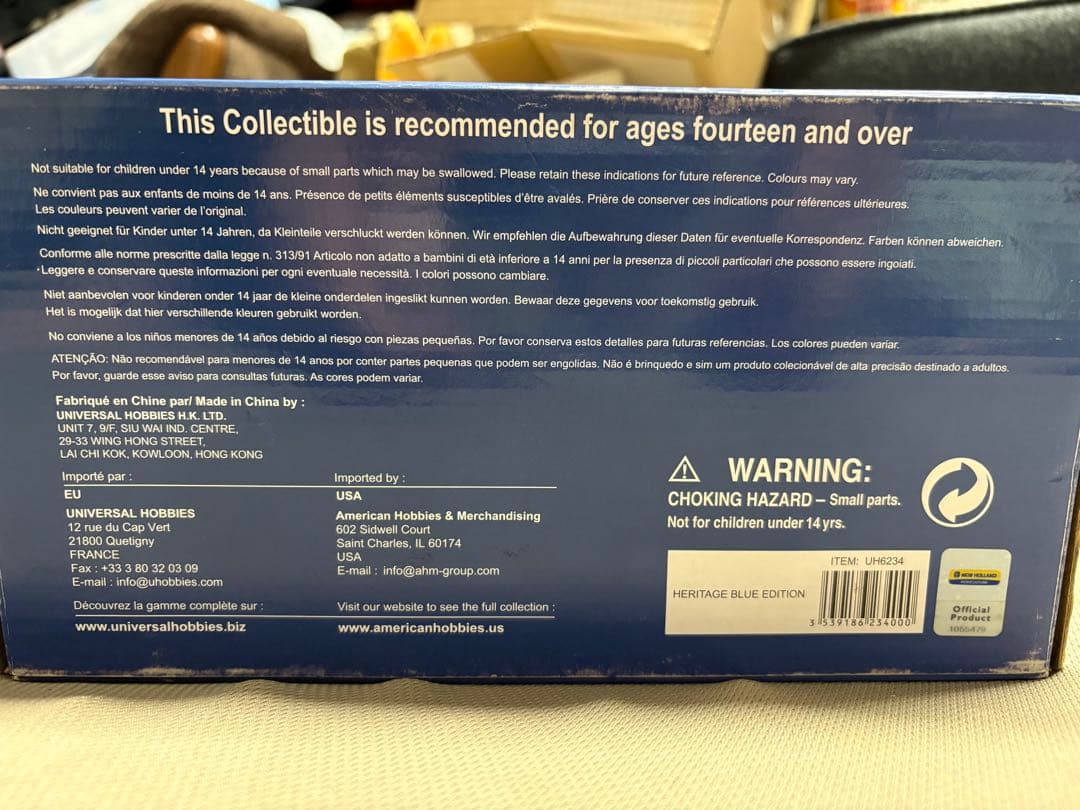 This Collectible is recommended for ages fourteen and over
Not suitable for children under 14 years because of small parts which may be swallowed. Please retain these indications for future reference. Colours may vary.
Ne convient pas aux enfants de moins de 14 ans. Présence de petits éléments susceptibles d'être avalés. Prière de conserver ces indications pour références ultérieures.
Les couleurs peuvent varier de l'original.
Nicht geeignet für Kinder unter 14 Jahren, da Kleinteile verschluckt werden können. Wir empfehlen die Aufbewahrung dieser Daten für eventuelle Korrespondenz. Farben können abweichen.
Conforme alle norme prescritte dalla legge n. 313/91 Articolo non adatto a bambini di età inferiore a 14 anni per la presenza di piccoli particolari che possono essere ingoiati.
·Leggere e conservare queste informazioni per ogni eventuale necessità. I colori possono cambiare.
Niet aanbevolen voor kinderen onder 14 jaar de kleine onderdelen ingeslikt kunnen worden. Bewaar deze gegevens voor toekomstig gebruik.
Het is mogelijk dat hier verschillende kleuren gebruikt worden.
No conviene a los niños menores de 14 años debido al riesgo con piezas pequeñas. Por favor conserva estos detalles para futuras referencias. Los colores pueden variar.
ATENÇÃO: Não recomendável para menores de 14 anos por conter partes pequenas que podem ser engolidas. Não é brinquedo e sim um produto colecionável de alta precisão destinado a adultos.
Por favor, guarde esse aviso para consultas futuras. As cores podem variar.
Fabriqué en Chine par/ Made in China by :
UNIVERSAL HOBBIES H.K. LTD.
UNIT 7, 9/F, SIU WAI IND. CENTRE,
29-33 WING HONG STREET,
LAI CHI KOK, KOWLOON, HONG KONG
Importé par :
EU
UNIVERSAL HOBBIES
12 rue du Cap Vert
21800 Quetigny
FRANCE
Fax : +33 3 80 32 03 09
E-mail : info@uhobbies.com
Découvrez la gamme complète sur :
www.universalhobbies.biz
Imported by :
USA
American Hobbies & Merchandising
602 Sidwell Court
Saint Charles, IL 60174
USA
E-mail : info@ahm-group.com
Visit our website to see the full collection :
www.americanhobbies.us
WARNING:
CHOKING HAZARD – Small parts.
Not for children under 14 yrs.
ITEM: UH6234
HERITAGE BLUE EDITION
3 539186 234000
NEW HOLLAND
Official
Product
1055479